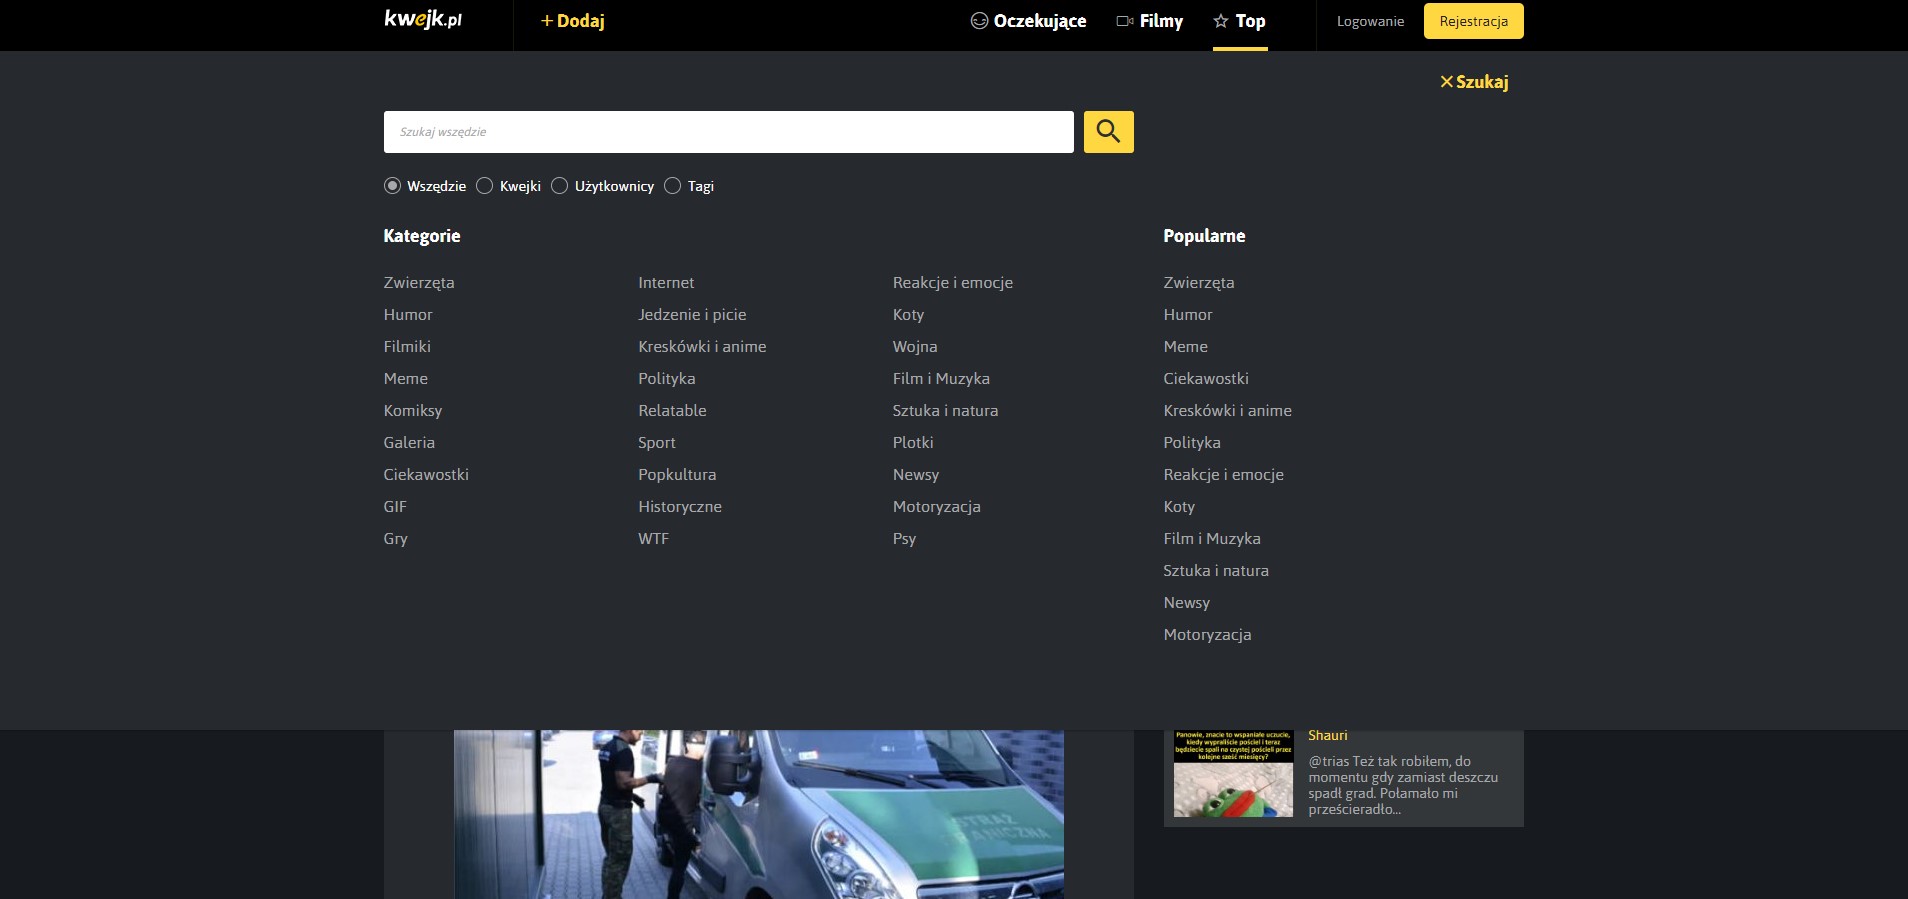 kwejk.pl
+ Dodaj
Oczekujące
Filmy
Top
Logowanie
Rejestracja
Szukaj
Szukaj wszędzie
Wszędzie
Kwejki
Użytkownicy
Tagi
Kategorie
Zwierzęta
Humor
Filmiki
Meme
Komiksy
Galeria
Ciekawostki
GIF
Gry
Internet
Jedzenie i picie
Kreskówki i anime
Polityka
Relatable
Sport
Popkultura
Historyczne
WTF
Reakcje i emocje
Koty
Wojna
Film i Muzyka
Sztuka i natura
Plotki
Newsy
Motoryzacja
Psy
Popularne
Zwierzęta
Humor
Meme
Ciekawostki
Kreskówki i anime
Polityka
Reakcje i emocje
Koty
Film i Muzyka
Sztuka i natura
Newsy
Motoryzacja
STRAŻ
GRANICZNA
Panowie, znacie to wspaniałe uczucie,
kiedy wypraliście pościel i teraz
będziecie spali na czystej pościeli przez
kolejne sześć miesięcy?
Shauri
@trias Też tak robiłem, do
momentu gdy zamiast deszczu
spadł grad. Połamało mi
prześcieradło...